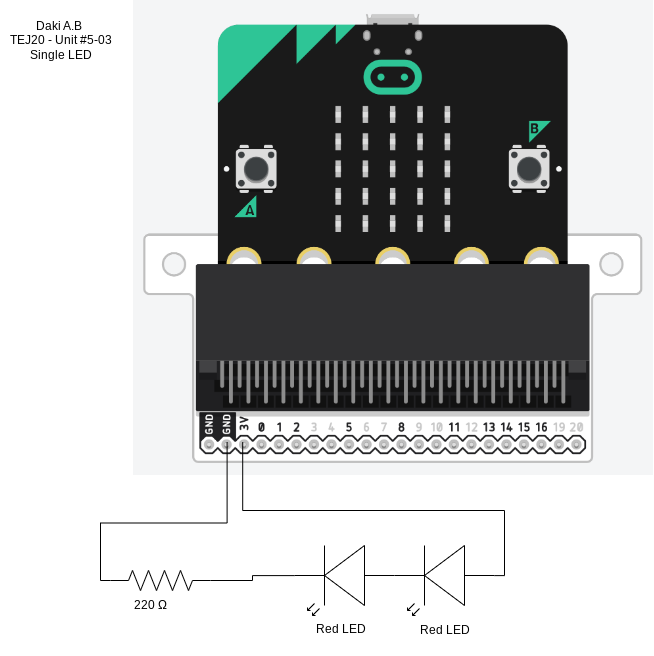 Daki A.B
TEJ20 - Unit #5-03
Single LED
B
A
GND GND 3V 0 1 2 3 4 5 6 7 8 9 10 11 12 13 14 15 16 19 20
220 Ω
Red LED
Red LED